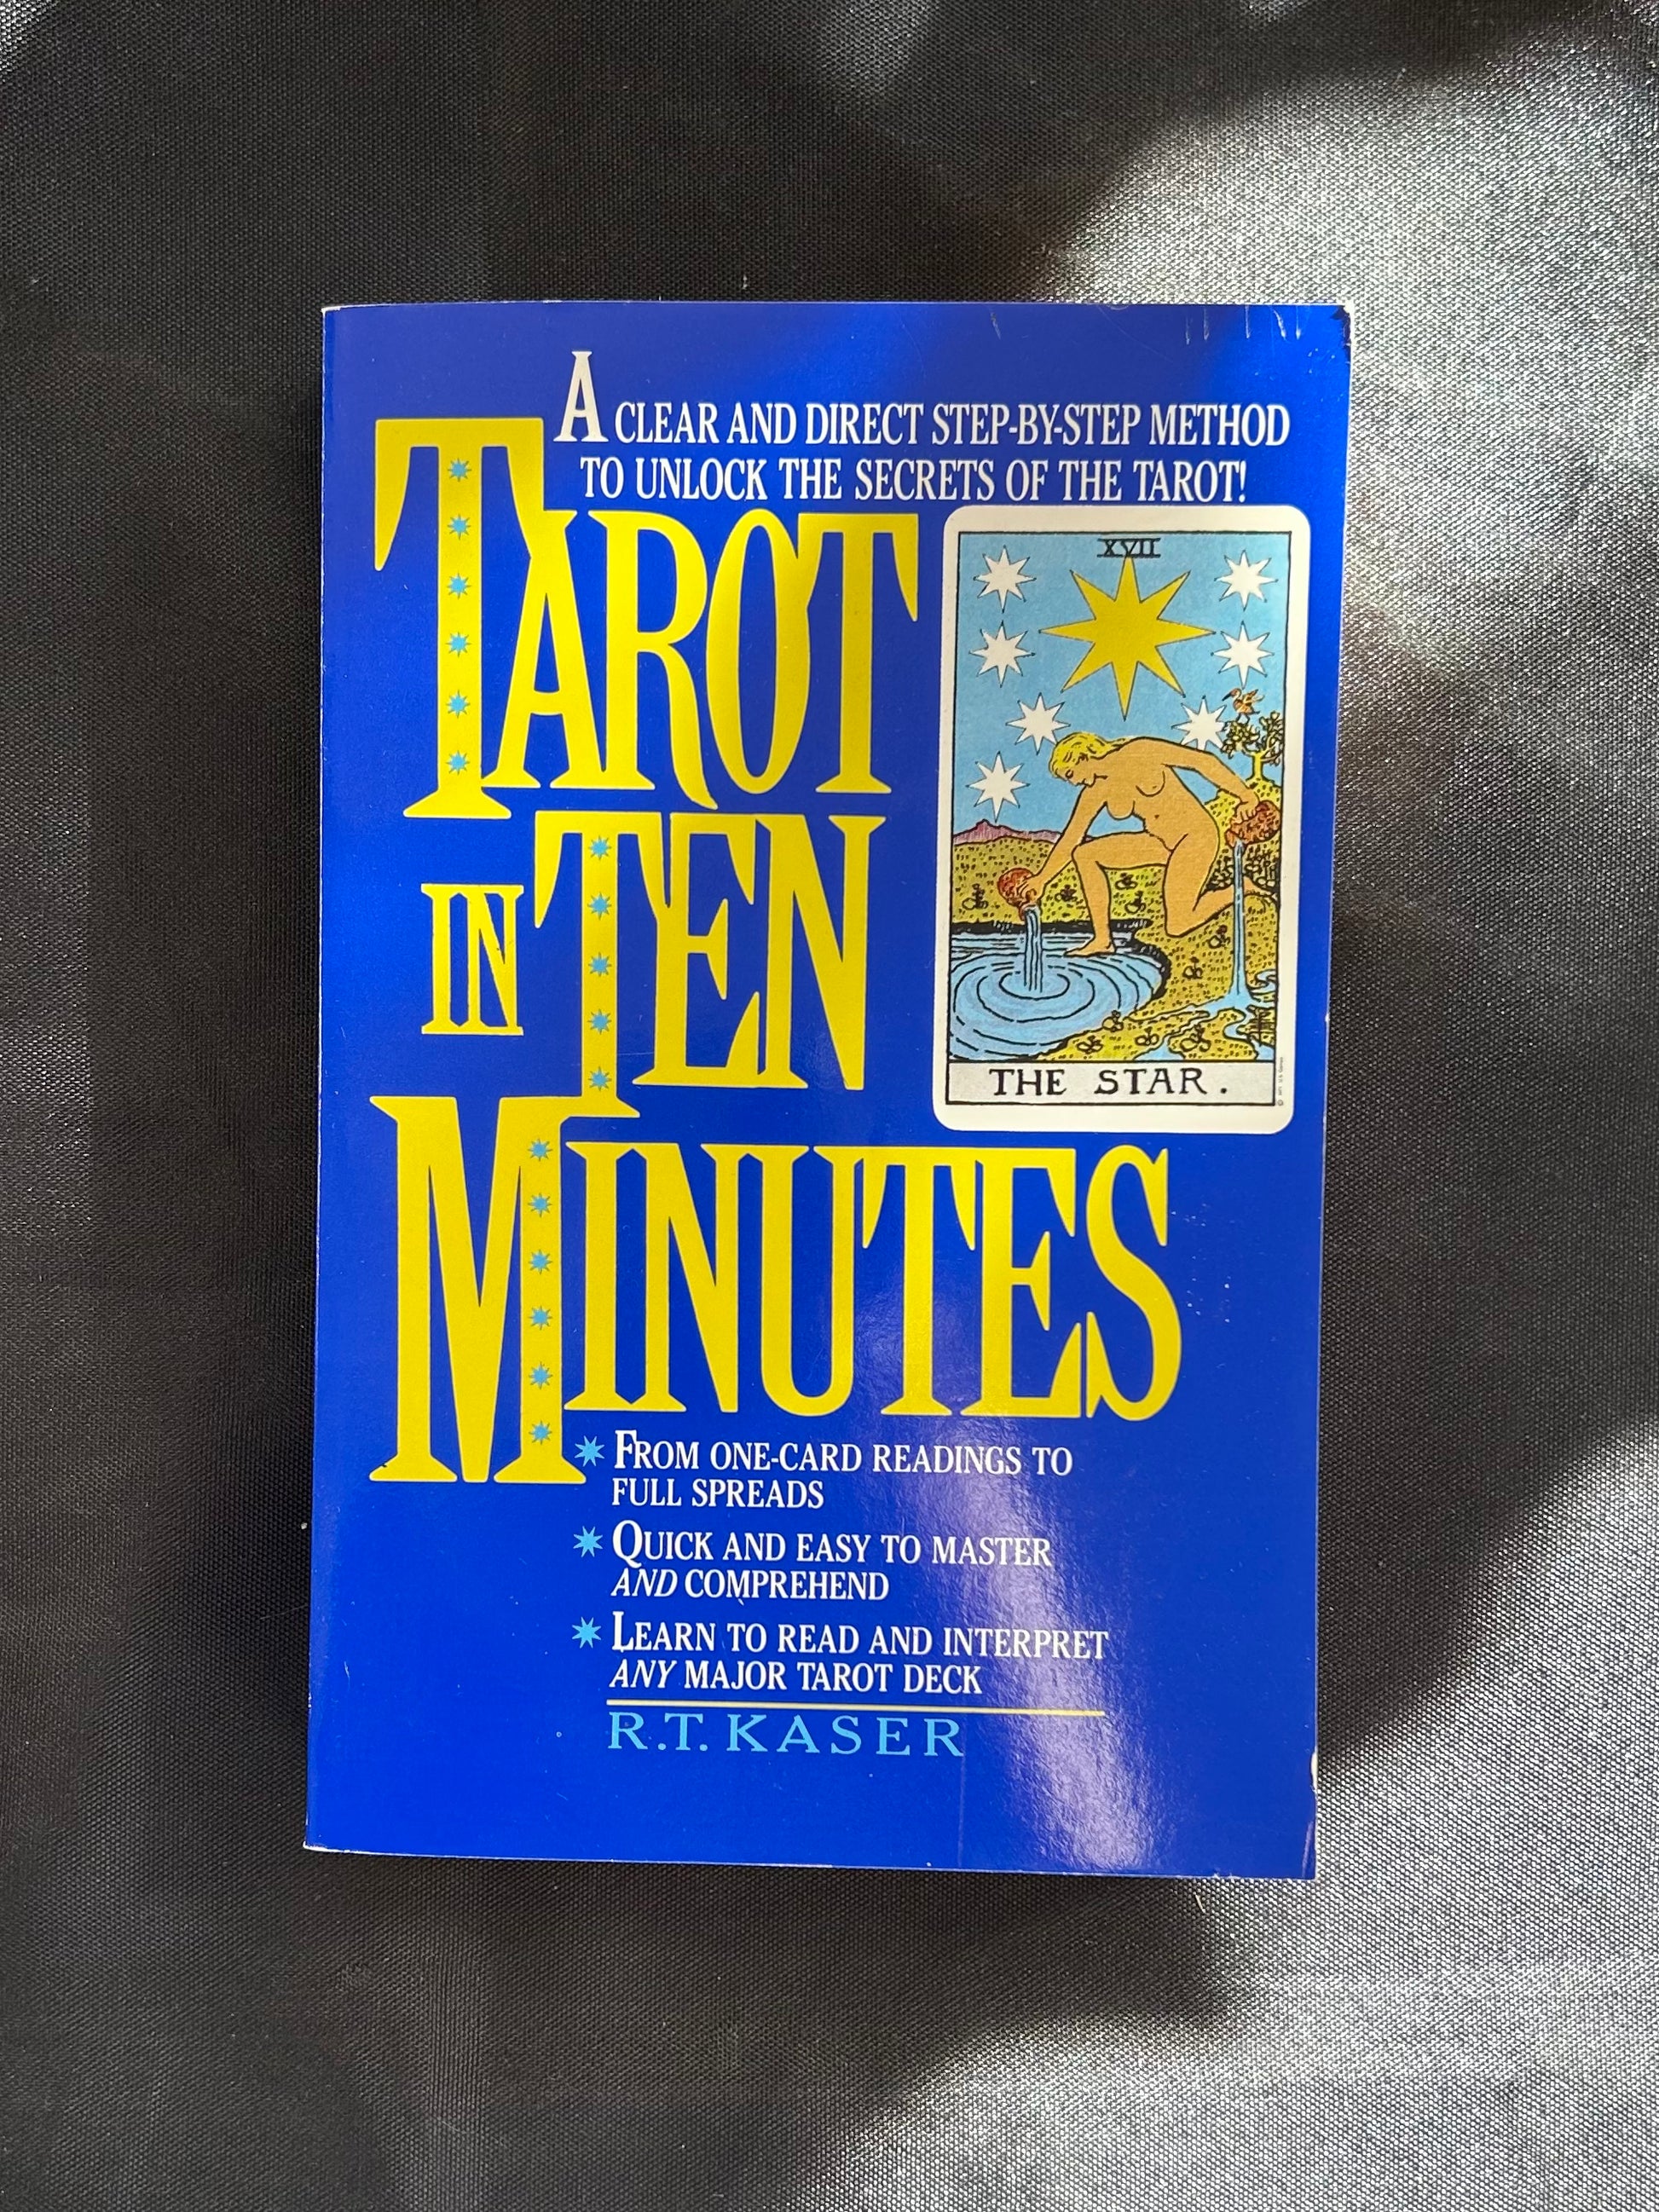 A CLEAR AND DIRECT STEP-BY-STEP METHOD
TO UNLOCK THE SECRETS OF THE TAROT!
TAROT
IN TEN
MINUTES
XVII
THE STAR.
FROM ONE-CARD READINGS TO
FULL SPREADS
QUICK AND EASY TO MASTER
AND COMPREHEND
LEARN TO READ AND INTERPRET
ANY MAJOR TAROT DECK
R.T. KASER